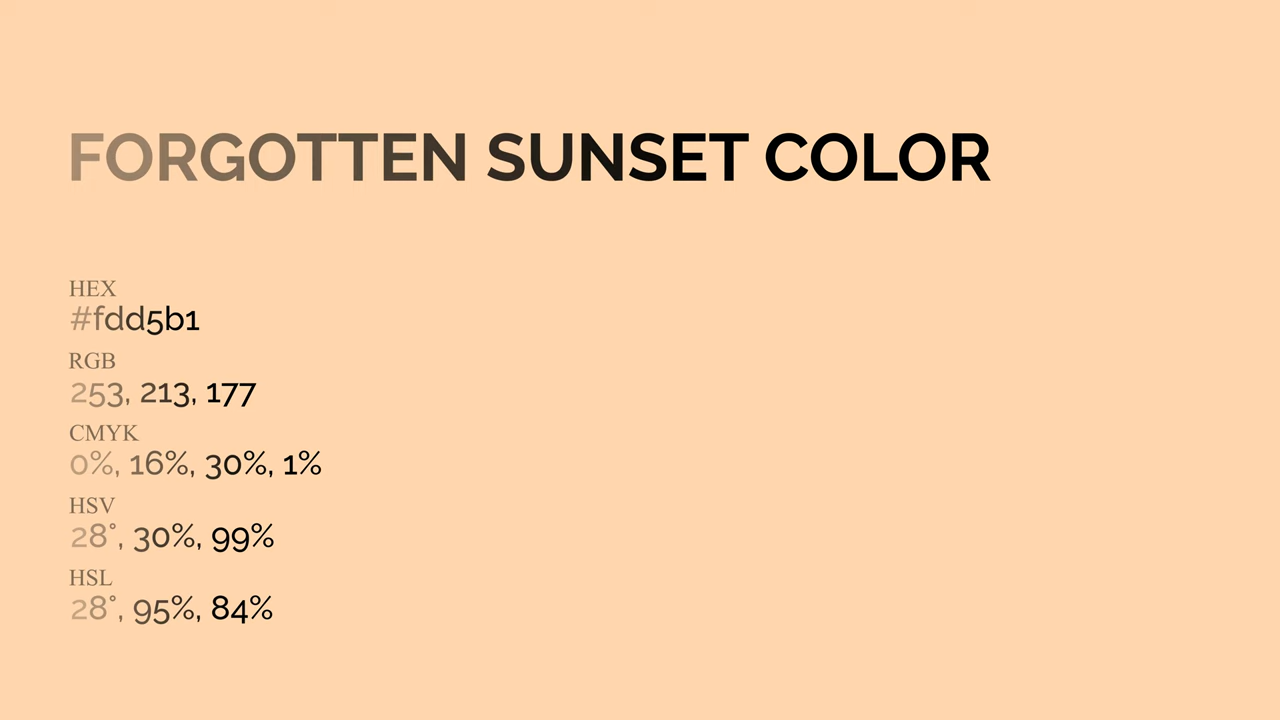 FORGOTTEN SUNSET COLOR
HEX
#fdd5b1
RGB
253, 213, 177
CMYK
0%, 16%, 30%, 1%
HSV
28°, 30%, 99%
HSL
28°, 95%, 84%